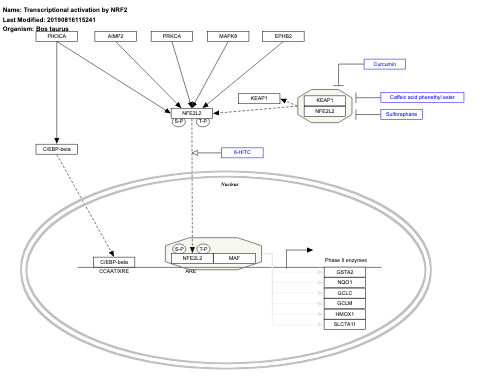 Name: Transcriptional activation by NRF2
Last Modified: 20190816115241
Organism: Bos taurus
PIK3CA
AIMP2
PRKCA
MAPK8
EPHB2
Curcumin
KEAP1
KEAP1
Caffeic acid phenethyl ester
NFE2L2
NFE2L2
Sulforaphane
S-P
T-P
C/EBP-beta
6-HITC
Nucleus
S-P
T-P
C/EBP-beta
NFE2L2
MAF
Phase II enzymes
CCAAT/XRE
ARE
GSTA2
NQO1
GCLC
GCLM
HMOX1
SLC7A11